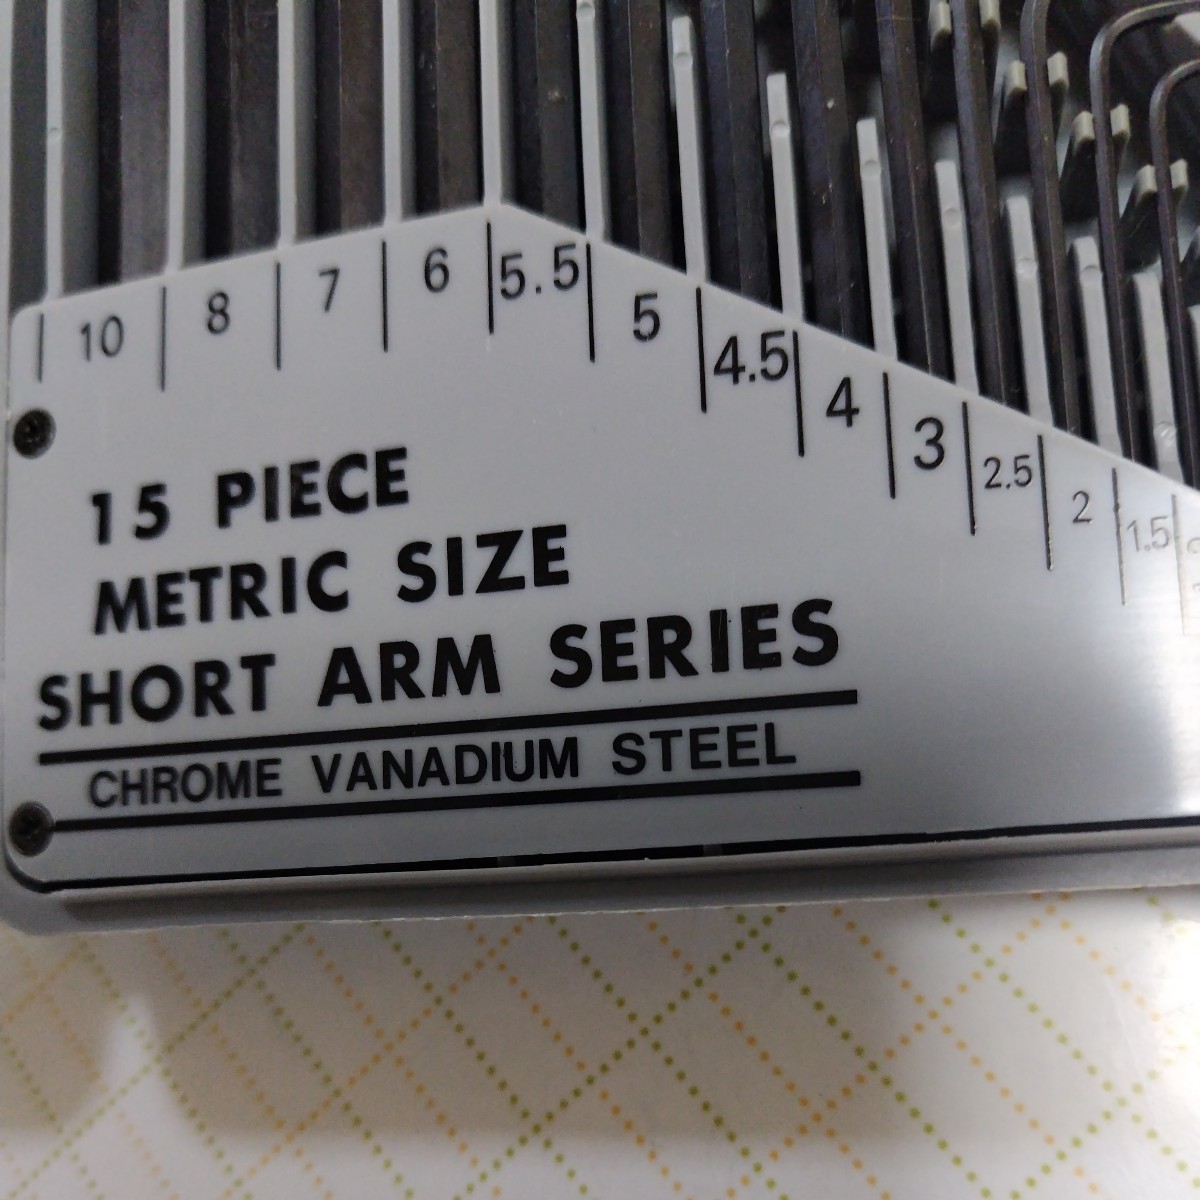 10 8 7 6 5.5 5 4.5 4 3 2.5 2 1.5
15 PIECE
METRIC SIZE
SHORT ARM SERIES
CHROME VANADIUM STEEL